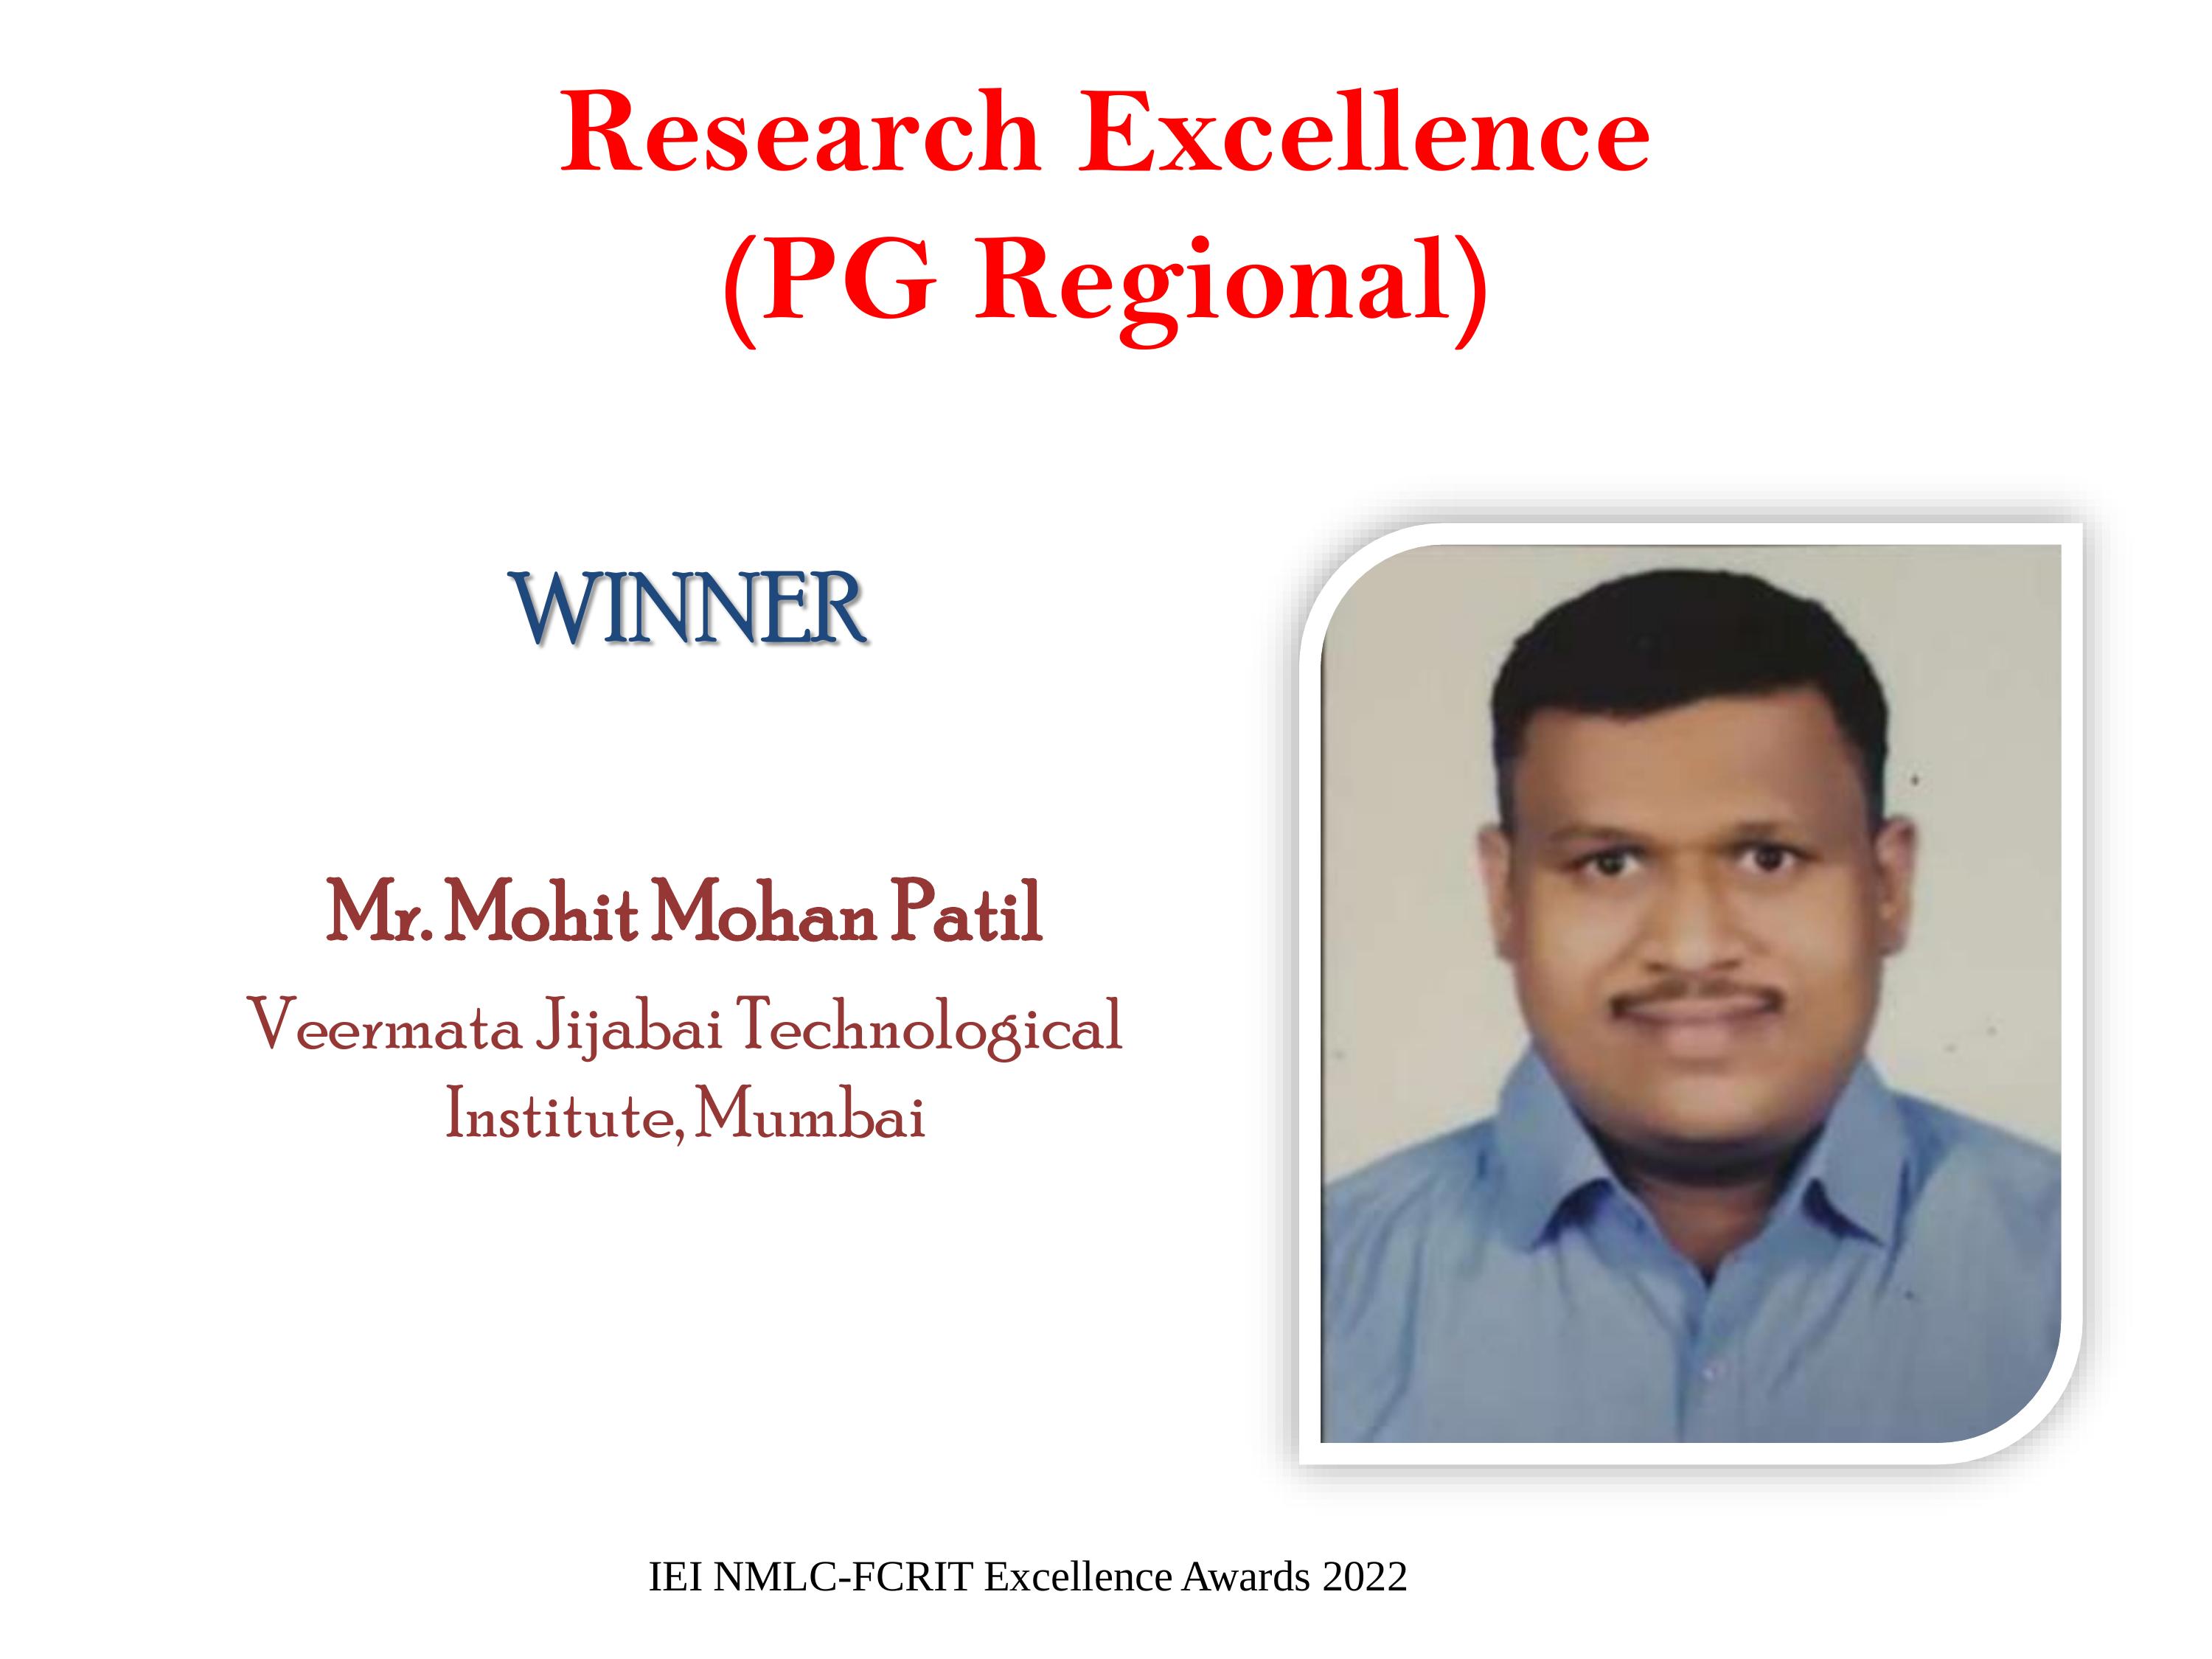 Research Excellence
(PG Regional)
WINNER
Mr. Mohit Mohan Patil
Veermata Jijabai Technological
Institute, Mumbai
IEI NMLC-FCRIT Excellence Awards 2022